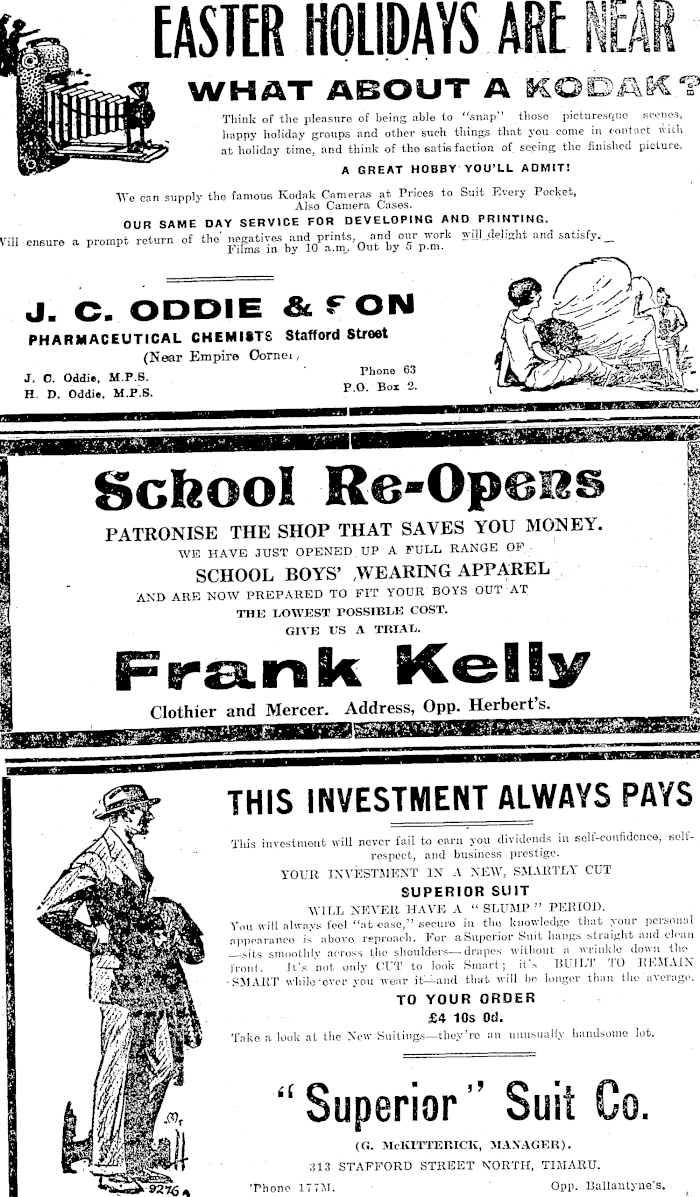 EASTER HOLIDAYS ARE NEAR
WHAT ABOUT A KODAK?
Think of the pleasure of being able to "snap" those picturesque scenes,
happy holiday groups and other such things that you come in contact with
at holiday time, and think of the satisfaction of seeing the finished picture.
A GREAT HOBBY YOU'LL ADMIT!
We can supply the famous Kodak Cameras at Prices to Suit Every Pocket,
Also Camera Cases.
OUR SAME DAY SERVICE FOR DEVELOPING AND PRINTING.
Will ensure a prompt return of the negatives and prints, and our work will delight and satisfy.
Films in by 10 a.m. Out by 5 p.m.
J. C. ODDIE & SON
PHARMACEUTICAL CHEMISTS Stafford Street
(Near Empire Corner,
J. C. Oddie, M.P.S. Phone 63
H. D. Oddie, M.P.S. P.O. Box 2.
School Re-Opens
PATRONISE THE SHOP THAT SAVES YOU MONEY.
WE HAVE JUST OPENED UP A FULL RANGE OF
SCHOOL BOYS' WEARING APPAREL
AND ARE NOW PREPARED TO FIT YOUR BOYS OUT AT
THE LOWEST POSSIBLE COST.
GIVE US A TRIAL.
Frank Kelly
Clothier and Mercer. Address, Opp. Herbert's.
THIS INVESTMENT ALWAYS PAYS
This investment will never fail to earn you dividends in self-confidence, self-
respect, and business prestige.
YOUR INVESTMENT IN A NEW, SMARTLY CUT
SUPERIOR SUIT
WILL NEVER HAVE A "SLUMP" PERIOD.
You will always feel "at ease," secure in the knowledge that your personal
appearance is above reproach. For a Superior Suit hangs straight and clean
—sits smoothly across the shoulders—drapes without a wrinkle down the
front. It's not only CUT to look Smart; it's BUILT TO REMAIN
SMART while ever you wear it—and that will be longer than the average.
TO YOUR ORDER
£4 10s 0d.
Take a look at the New Suitings—they're an unusually handsome lot.
"Superior" Suit Co.
(G. McKITTERICK, MANAGER).
313 STAFFORD STREET NORTH, TIMARU.
'Phone 177M. Opp. Ballantyne's.
9276